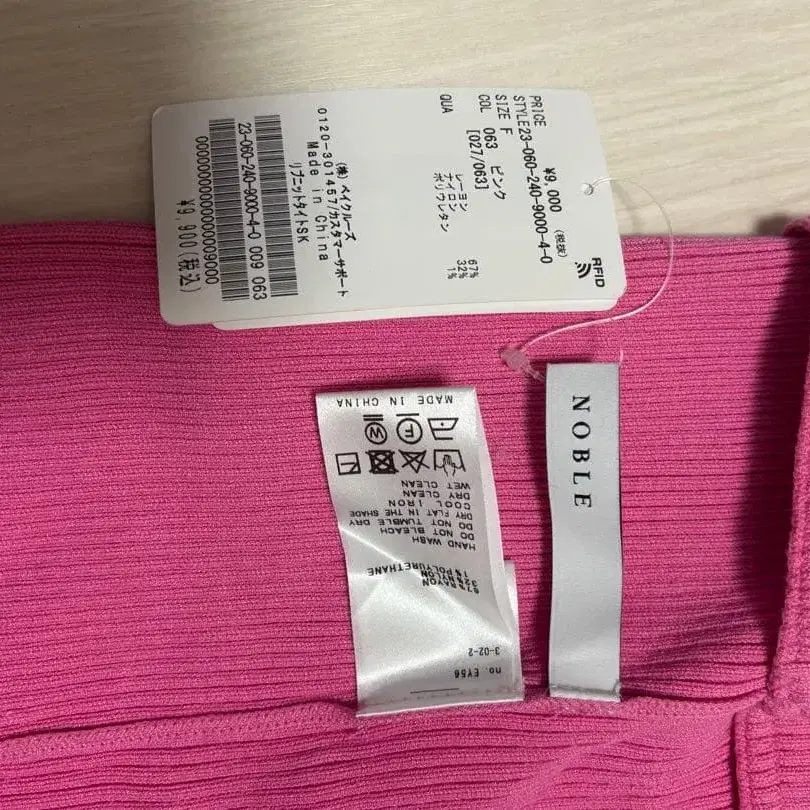 RFID
PRICE ¥9,000 (税抜)
STYLE23-060-240-9000-4-0
SIZE F
COL 063 ピンク
[027/063]
QUA レーヨン 67%
ナイロン 32%
ポリウレタン 1%
(株) ベイクルーズ
0120-301457/カスタマーサポート
Made in China
リブニットタイトSK
23-060-240-9000-4-0 009 063
¥9,900(税込)
NOBLE
no. EY56
3-02-2
67%RAYON
32%NYLON
1%POLYURETHANE
HAND WASH
DO NOT BLEACH
DO NOT TUMBLE DRY
DRY FLAT IN THE SHADE
COOL IRON
DRY CLEAN
WET CLEAN
F
W
MADE IN CHINA